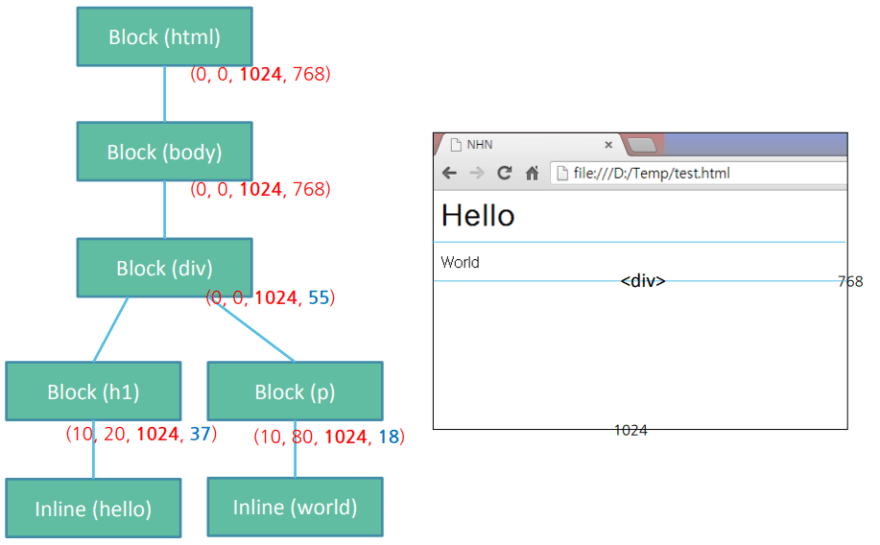 Block (html)
(0, 0, 1024, 768)
Block (body)
(0, 0, 1024, 768)
Block (div)
(0, 0, 1024, 55)
Block (h1)
Block (p)
(10, 20, 1024, 37)
(10, 80, 1024, 18)
Inline (hello)
Inline (world)
NHN
file:///D:/Temp/test.html
Hello
World
<div>
768
1024